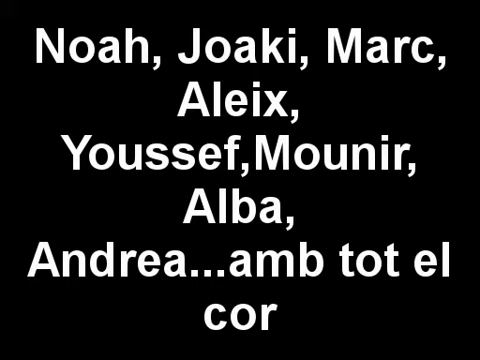 Noah, Joaki, Marc,
Aleix,
Youssef,Mounir,
Alba,
Andrea...amb tot el
cor